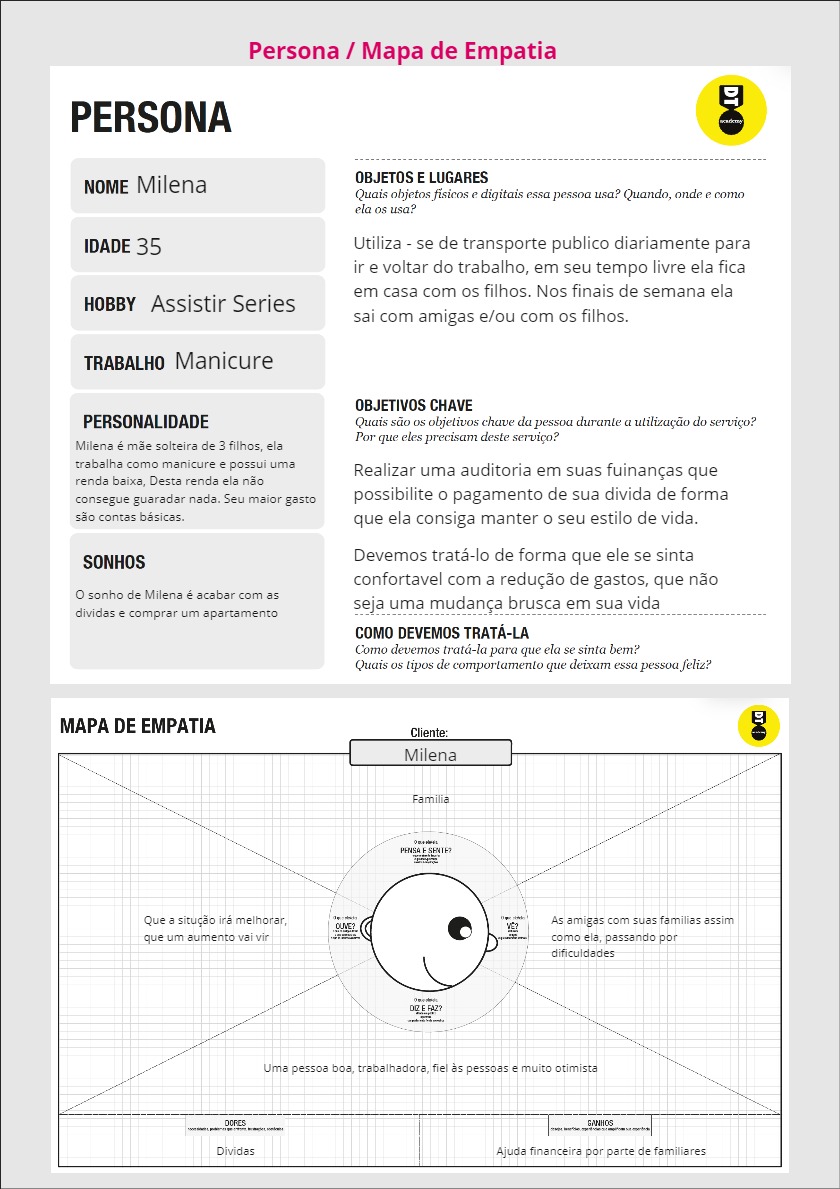 Persona / Mapa de Empatia
PERSONA
DT
academy
NOME Milena
IDADE 35
HOBBY Assistir Series
TRABALHO Manicure
PERSONALIDADE
Milena é mãe solteira de 3 filhos, ela
trabalha como manicure e possui uma
renda baixa, Desta renda ela não
consegue guaradar nada. Seu maior gasto
são contas básicas.
SONHOS
O sonho de Milena é acabar com as
dividas e comprar um apartamento
OBJETOS E LUGARES
Quais objetos físicos e digitais essa pessoa usa? Quando, onde e como
ela os usa?
Utiliza - se de transporte publico diariamente para
ir e voltar do trabalho, em seu tempo livre ela fica
em casa com os filhos. Nos finais de semana ela
sai com amigas e/ou com os filhos.
OBJETIVOS CHAVE
Quais são os objetivos chave da pessoa durante a utilização do serviço?
Por que eles precisam deste serviço?
Realizar uma auditoria em suas fuinanças que
possibilite o pagamento de sua divida de forma
que ela consiga manter o seu estilo de vida.
Devemos tratá-lo de forma que ele se sinta
confortavel com a redução de gastos, que não
seja uma mudança brusca em sua vida
COMO DEVEMOS TRATÁ-LA
Como devemos tratá-la para que ela se sinta bem?
Quais os tipos de comportamento que deixam essa pessoa feliz?
MAPA DE EMPATIA
Cliente:
Milena
DT
Familia
O que ele/ela
PENSA E SENTE?
Que a situção irá melhorar,
que um aumento vai vir
O que ele/ela
OUVE?
O que ele/ela
VÊ?
As amigas com suas familias assim
como ela, passando por
dificuldades
O que ele/ela
DIZ E FAZ?
Uma pessoa boa, trabalhadora, fiel às pessoas e muito otimista
DORES
Dividas
GANHOS
Ajuda financeira por parte de familiares